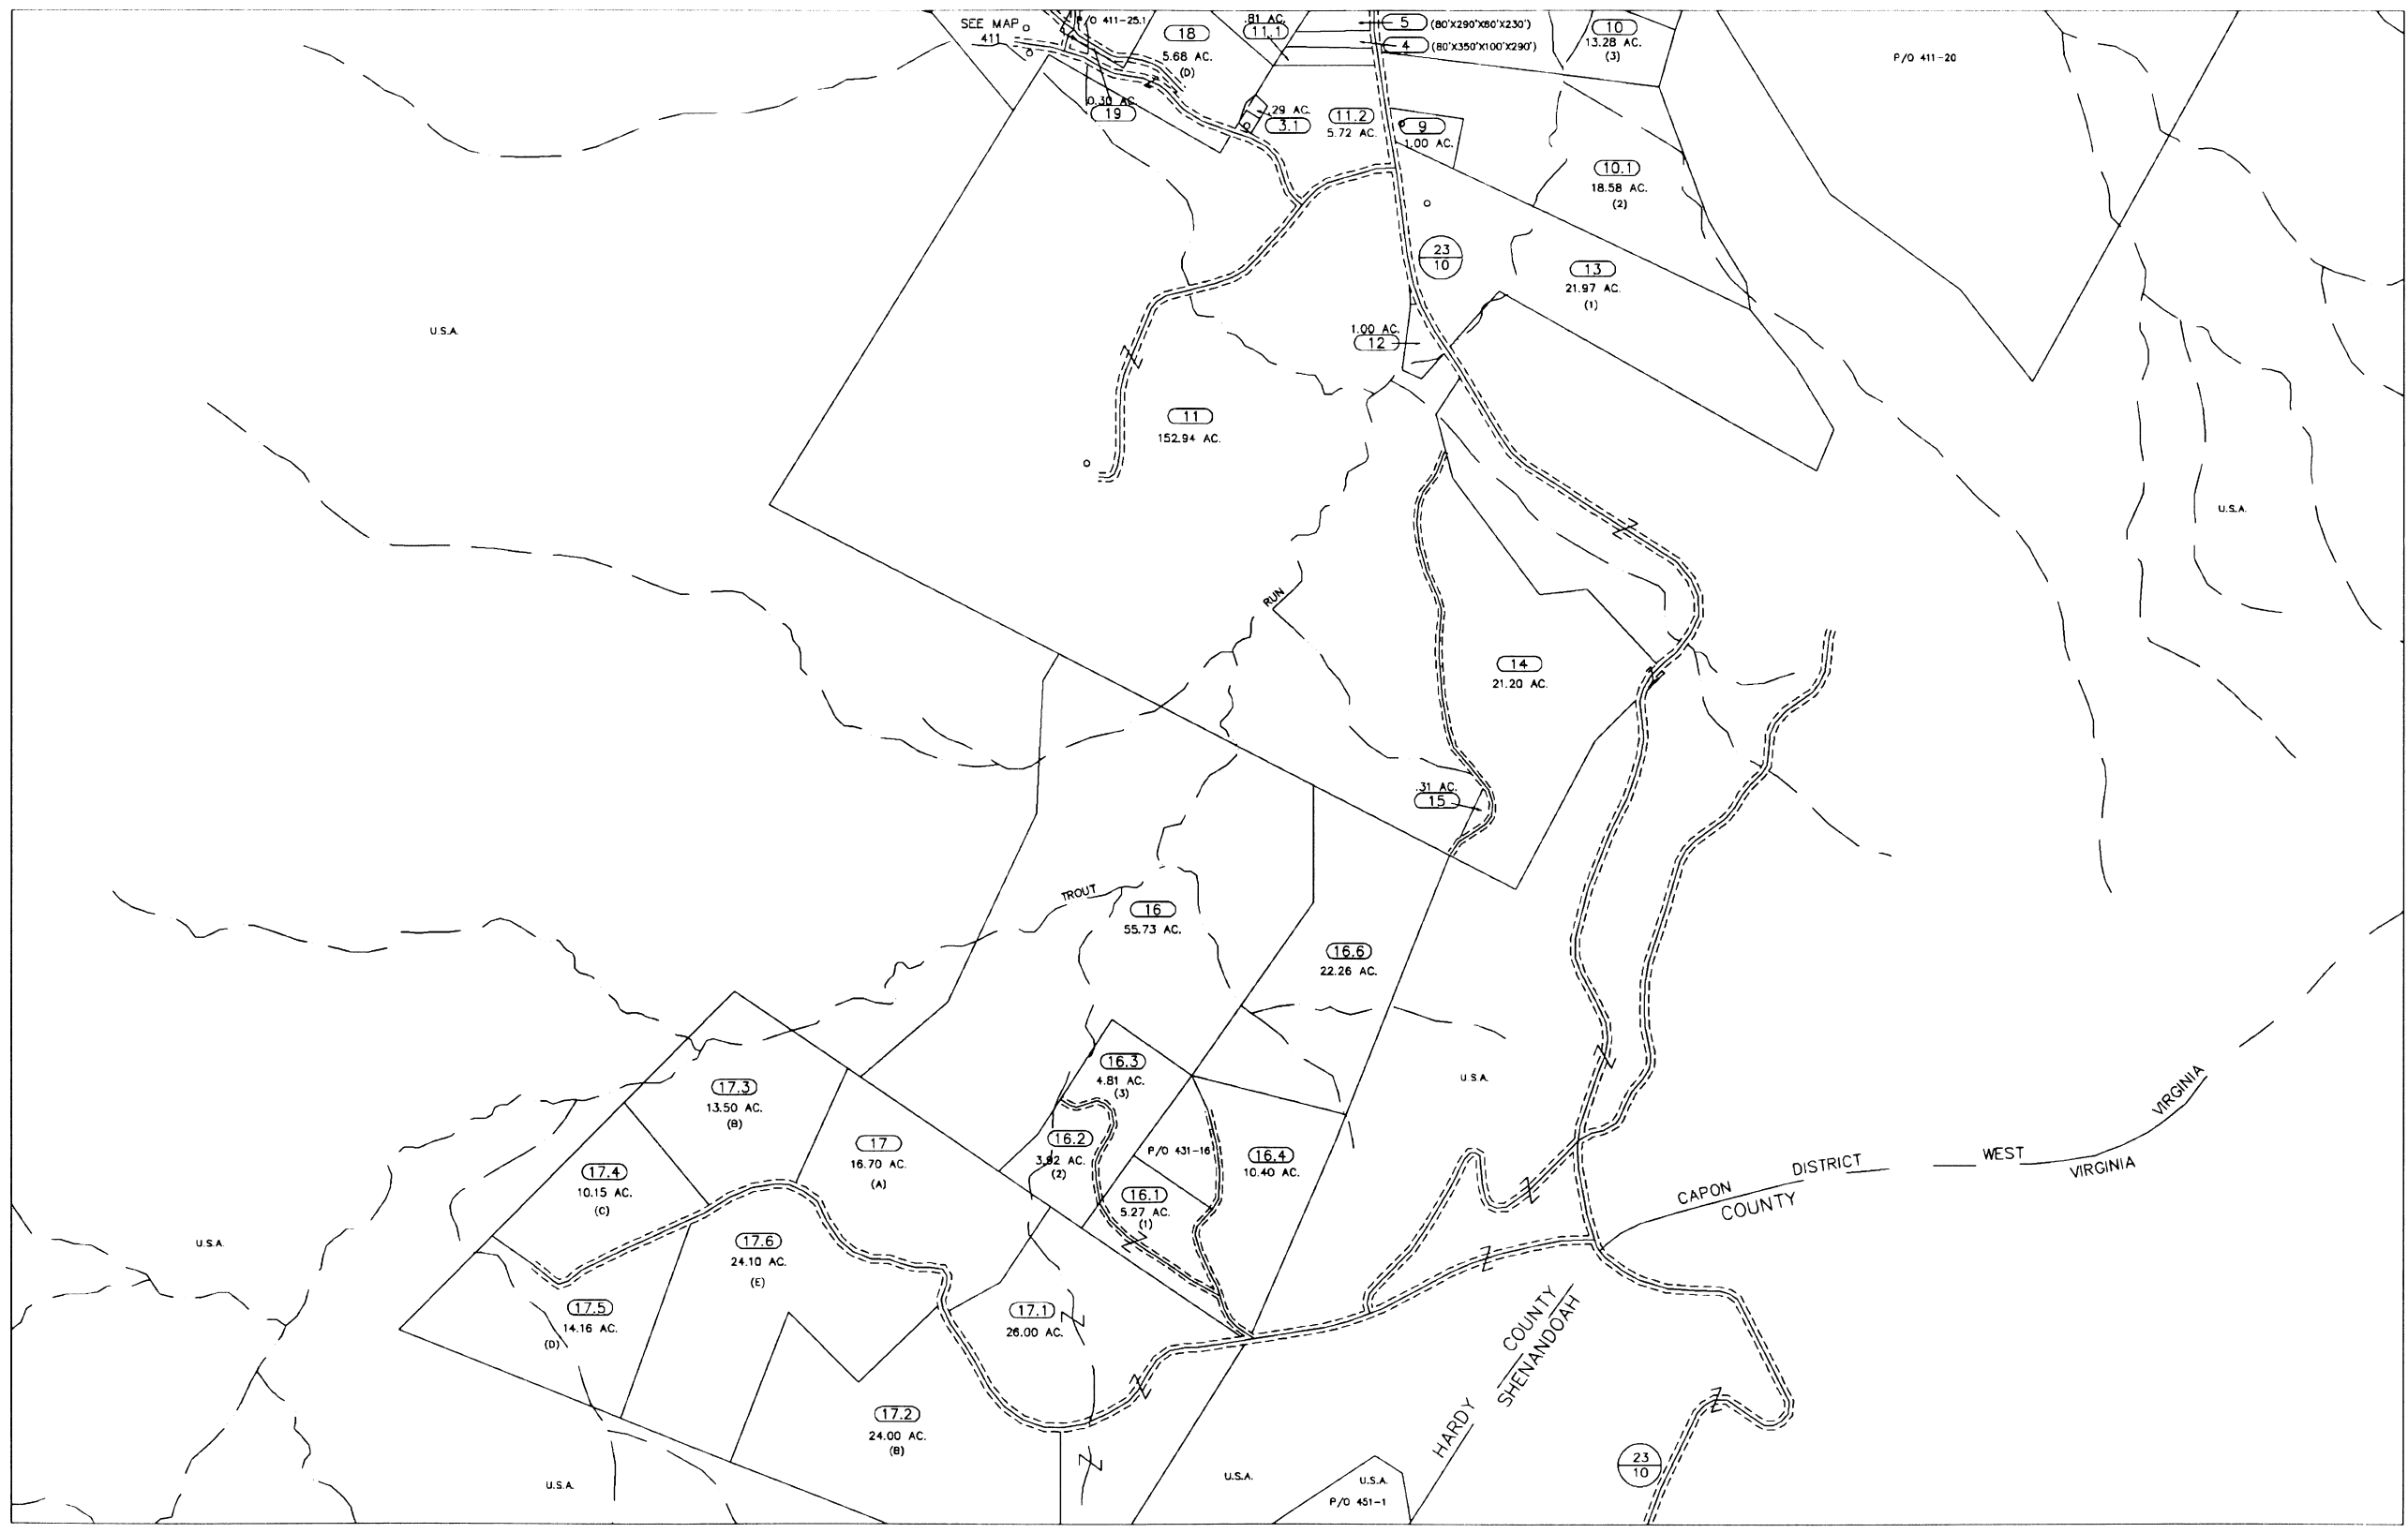 SEE MAP
411
P/O 411-25.1
18
5.68 AC.
(D)
.81 AC.
11.1
5
(80'X290'X80'X230')
4
(80'X350'X100'X290')
10
13.28 AC.
(3)
P/O 411-20
0.30 AC.
19
.29 AC.
3.1
11.2
5.72 AC.
9
1.00 AC.
10.1
18.58 AC.
(2)
23
10
13
21.97 AC.
(1)
U.S.A.
1.00 AC.
12
11
152.94 AC.
U.S.A.
RUN
14
21.20 AC.
.31 AC.
15
TROUT
16
55.73 AC.
16.6
22.26 AC.
16.3
4.81 AC.
(3)
U.S.A.
17.3
13.50 AC.
(B)
VIRGINIA
17
16.70 AC.
(A)
16.2
3.92 AC.
(2)
P/O 431-16
16.4
10.40 AC.
WEST
VIRGINIA
DISTRICT
CAPON
COUNTY
17.4
10.15 AC.
(C)
16.1
5.27 AC.
(1)
U.S.A.
17.6
24.10 AC.
(E)
17.5
14.16 AC.
(D)
17.1
26.00 AC.
COUNTY
SHENANDOAH
HARDY
17.2
24.00 AC.
(B)
23
10
U.S.A.
U.S.A.
U.S.A.
P/O 451-1